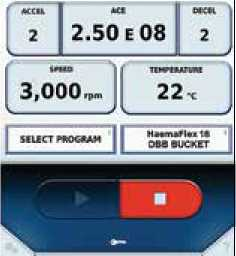 ACCEL
ACE
DECEL
2
2.50 E 08
2
SPEED
TEMPERATURE
3,000 rpm
22 °C
SELECT PROGRAM
HaemaFlex 16
OBB BUCKET